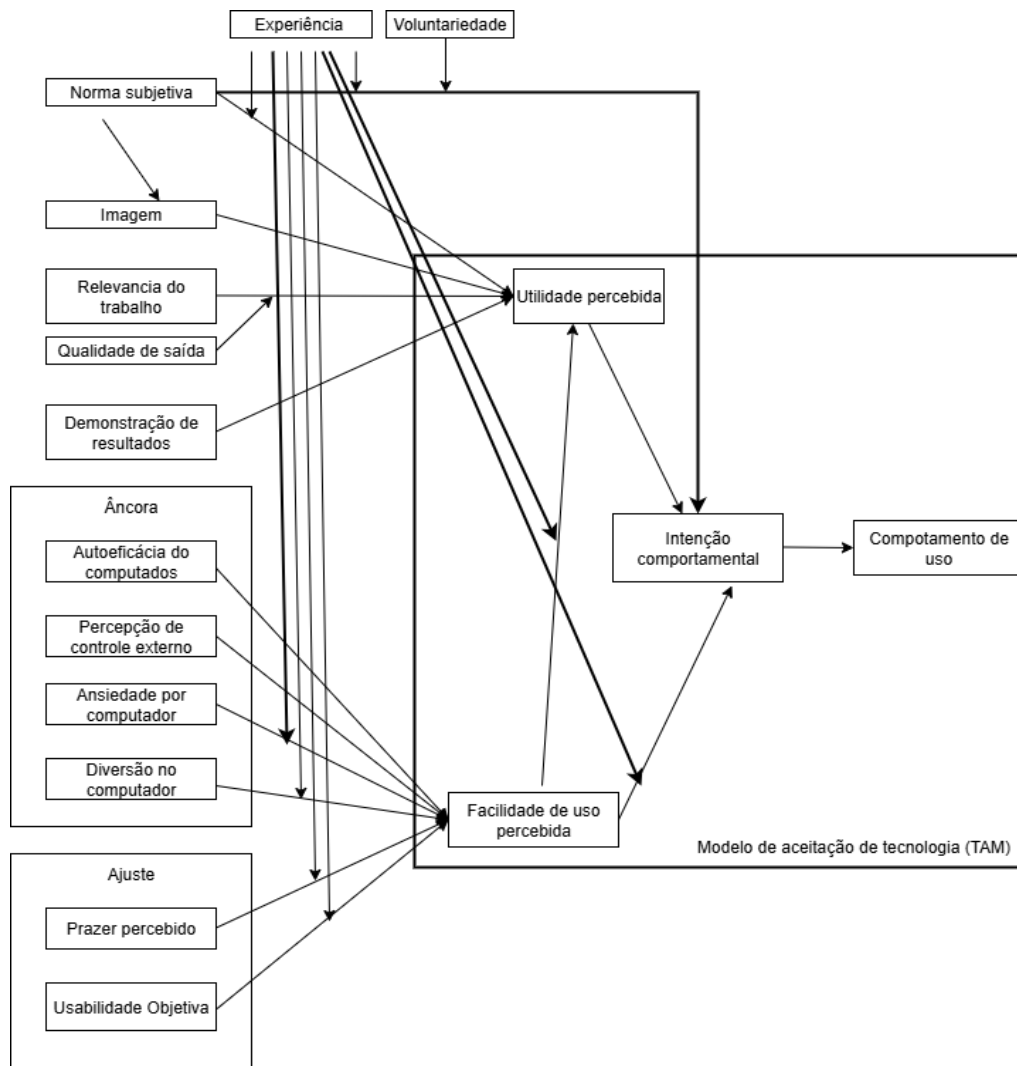 Experiência
Voluntariedade
Norma subjetiva
Imagem
Relevancia do
trabalho
Utilidade percebida
Qualidade de saída
Demonstração de
resultados
Âncora
Autoeficácia do
computados
Percepção de
controle externo
Ansiedade por
computador
Diversão no
computador
Intenção
comportamental
Compotamento de
uso
Facilidade de uso
percebida
Modelo de aceitação de tecnologia (TAM)
Ajuste
Prazer percebido
Usabilidade Objetiva